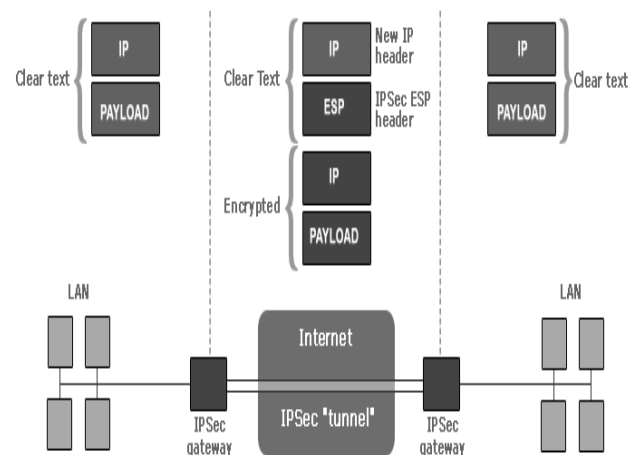 Clear text
IP
PAYLOAD
Clear Text
IP
New IP
header
ESP
IPSec ESP
header
Encrypted
IP
PAYLOAD
IP
PAYLOAD
Clear text
LAN
LAN
Internet
IPSec "tunnel"
IPSec
gateway
IPSec
gateway